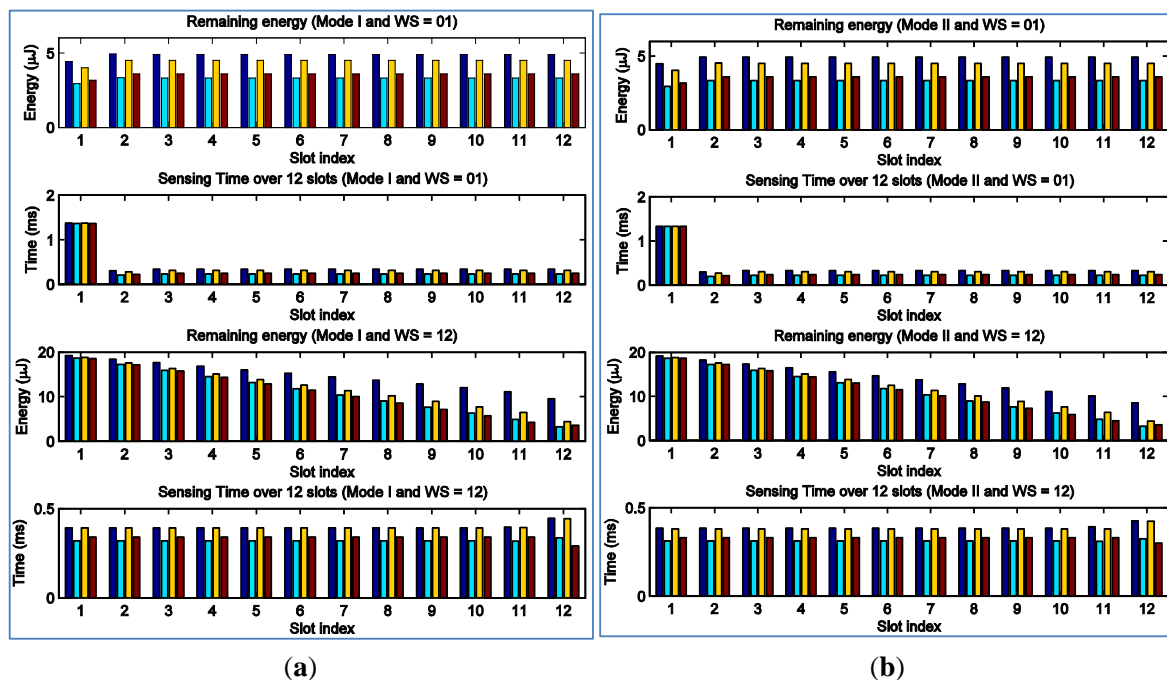 Remaining energy (Mode I and WS = 01)
Energy (µJ)
5
0
1 2 3 4 5 6 7 8 9 10 11 12
Slot index
Sensing Time over 12 slots (Mode I and WS = 01)
Time (ms)
2
1
0
1 2 3 4 5 6 7 8 9 10 11 12
Slot index
Remaining energy (Mode I and WS = 12)
Energy (µJ)
20
10
0
1 2 3 4 5 6 7 8 9 10 11 12
Slot index
Sensing Time over 12 slots (Mode I and WS = 12)
Time (ms)
0.5
0
1 2 3 4 5 6 7 8 9 10 11 12
Slot index
(a)
Remaining energy (Mode II and WS = 01)
Energy (µJ)
5
0
1 2 3 4 5 6 7 8 9 10 11 12
Slot index
Sensing Time over 12 slots (Mode II and WS = 01)
Time (ms)
2
1
0
1 2 3 4 5 6 7 8 9 10 11 12
Slot index
Remaining energy (Mode II and WS = 12)
Energy (µJ)
20
10
0
1 2 3 4 5 6 7 8 9 10 11 12
Slot index
Sensing Time over 12 slots (Mode II and WS = 12)
Time (ms)
0.5
0
1 2 3 4 5 6 7 8 9 10 11 12
Slot index
(b)